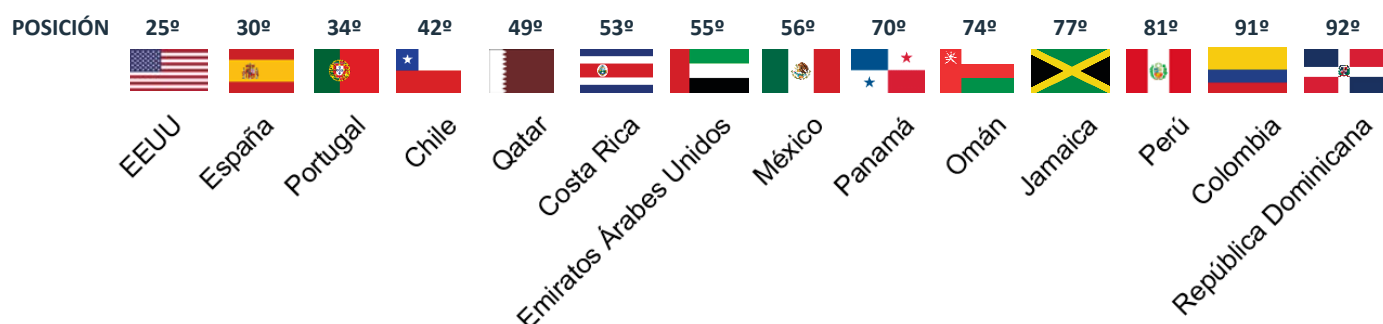 POSICIÓN 25º 30º 34º 42º 49º 53º 55º 56º 70º 74º 77º 81º 91º 92º
EEUU
España
Portugal
Chile
Qatar
Costa Rica
Emiratos Árabes Unidos
México
Panamá
Omán
Jamaica
Perú
Colombia
República Dominicana